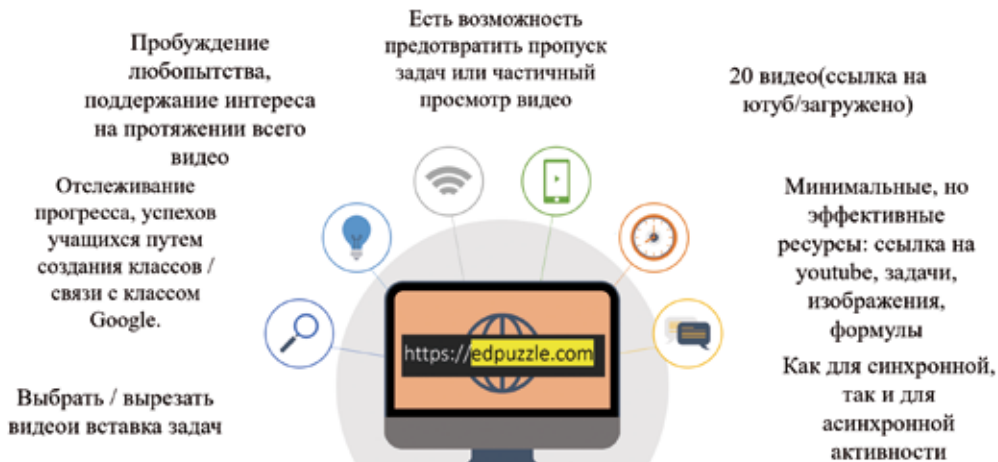 Есть возможность
предотвратить пропуск
задач или частичный
просмотр видео
Пробуждение
любопытства,
поддержание интереса
на протяжении всего
видео
20 видео(ссылка на
ютуб/загружено)
Отслеживание
прогресса, успехов
учащихся путем
создания классов /
связи с классом
Google.
Минимальные, но
эффективные
ресурсы: ссылка на
youtube, задачи,
изображения,
формулы
https://edpuzzle.com
Выбрать / вырезать
видеои вставка задач
Как для синхронной,
так и для
асинхронной
активности